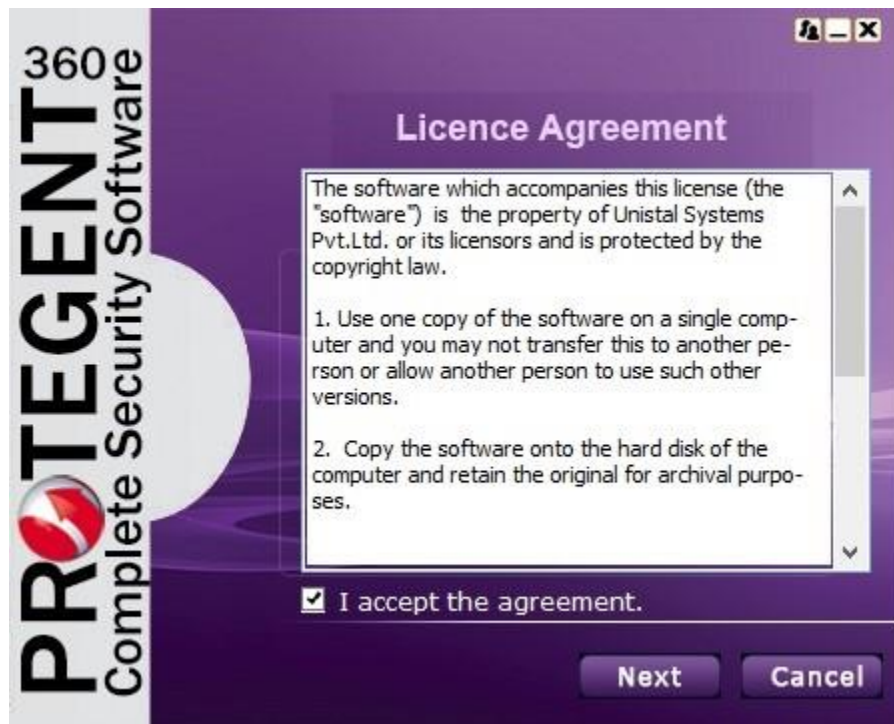 PROTEGENT 360
Complete Security Software
Licence Agreement
The software which accompanies this license (the
"software") is the property of Unistal Systems
Pvt.Ltd. or its licensors and is protected by the
copyright law.
1. Use one copy of the software on a single comp-
uter and you may not transfer this to another pe-
rson or allow another person to use such other
versions.
2. Copy the software onto the hard disk of the
computer and retain the original for archival purpo-
ses.
I accept the agreement.
Next
Cancel